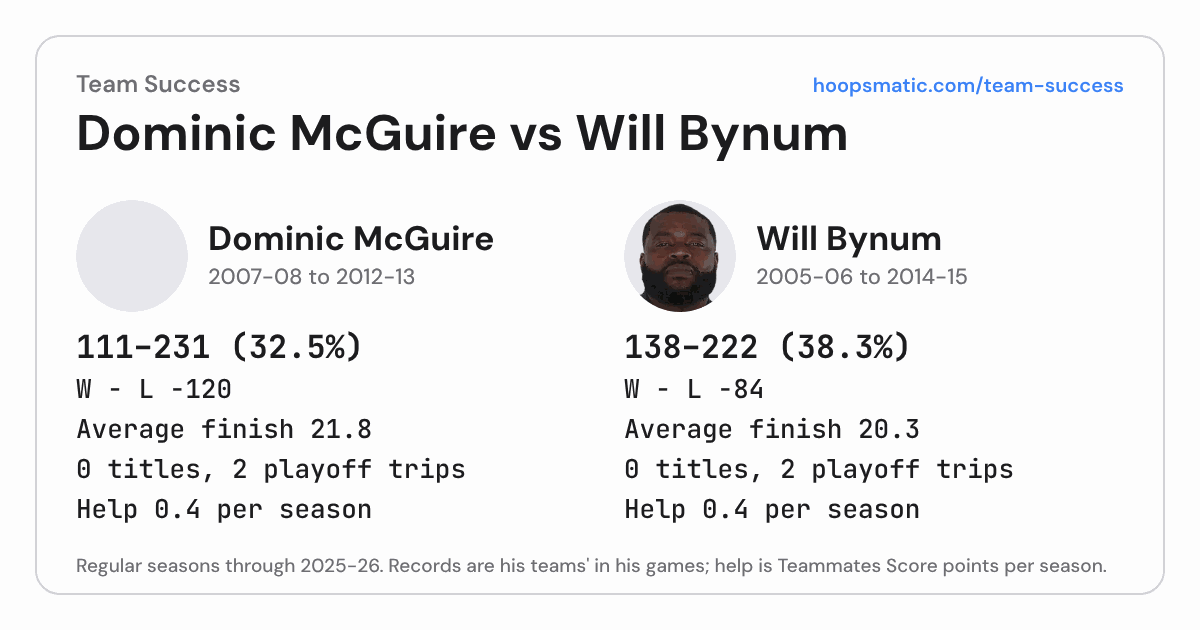 Team Success
hoopsmatic.com/team-success
Dominic McGuire vs Will Bynum
Dominic McGuire
2007-08 to 2012-13
111-231 (32.5%)
W - L -120
Average finish 21.8
0 titles, 2 playoff trips
Help 0.4 per season
Will Bynum
2005-06 to 2014-15
138-222 (38.3%)
W - L -84
Average finish 20.3
0 titles, 2 playoff trips
Help 0.4 per season
Regular seasons through 2025-26. Records are his teams' in his games; help is Teammates Score points per season.